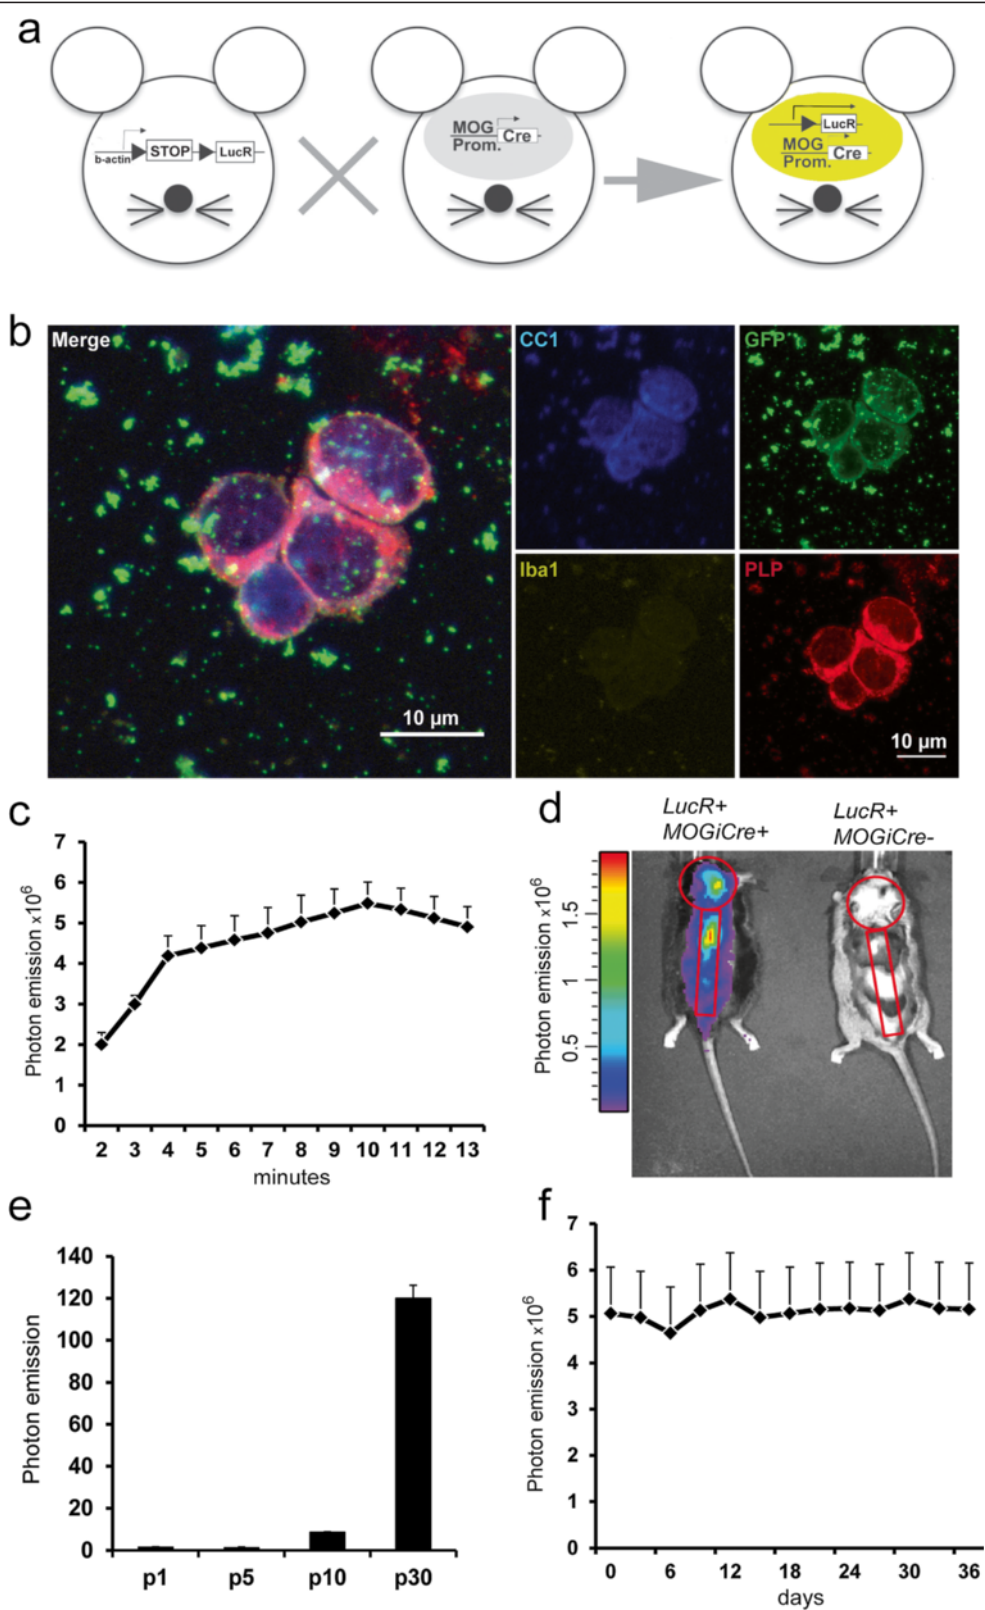 a
b-actin STOP LucR
MOG Cre
Prom.
LucR
MOG Cre
Prom.
b
Merge
10 µm
CC1
GFP
Iba1
PLP
10 µm
c
7
6
5
4
3
2
1
0
Photon emission x10⁶
2 3 4 5 6 7 8 9 10 11 12 13
minutes
d
LucR+
MOGiCre+
LucR+
MOGiCre-
1.5
1
0.5
Photon emission x10⁶
e
140
120
100
80
60
40
20
0
Photon emission
p1 p5 p10 p30
f
7
6
5
4
3
2
1
0
Photon emission x10⁶
0 6 12 18 24 30 36
days